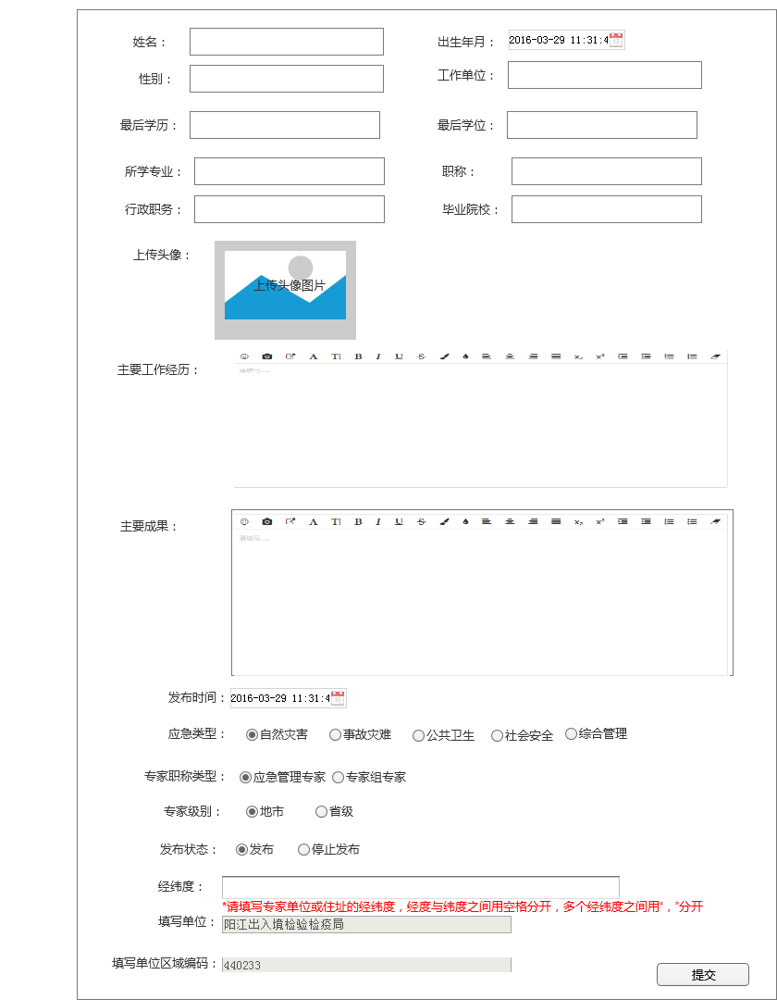 姓名： 出生年月： 2016-03-29 11:31:4
性别： 工作单位：
最后学历： 最后学位：
所学专业： 职称：
行政职务： 毕业院校：
上传头像： 上传头像图片
主要工作经历：
请填写......
主要成果：
请填写......
发布时间： 2016-03-29 11:31:4
应急类型： 自然灾害 事故灾难 公共卫生 社会安全 综合管理
专家职称类型： 应急管理专家 专家组专家
专家级别： 地市 省级
发布状态： 发布 停止发布
经纬度：
*请填写专家单位或住址的经纬度，经度与纬度之间用空格分开，多个经纬度之间用“，”分开
填写单位： 阳江出入境检验检疫局
填写单位区域编码： 440233
提交